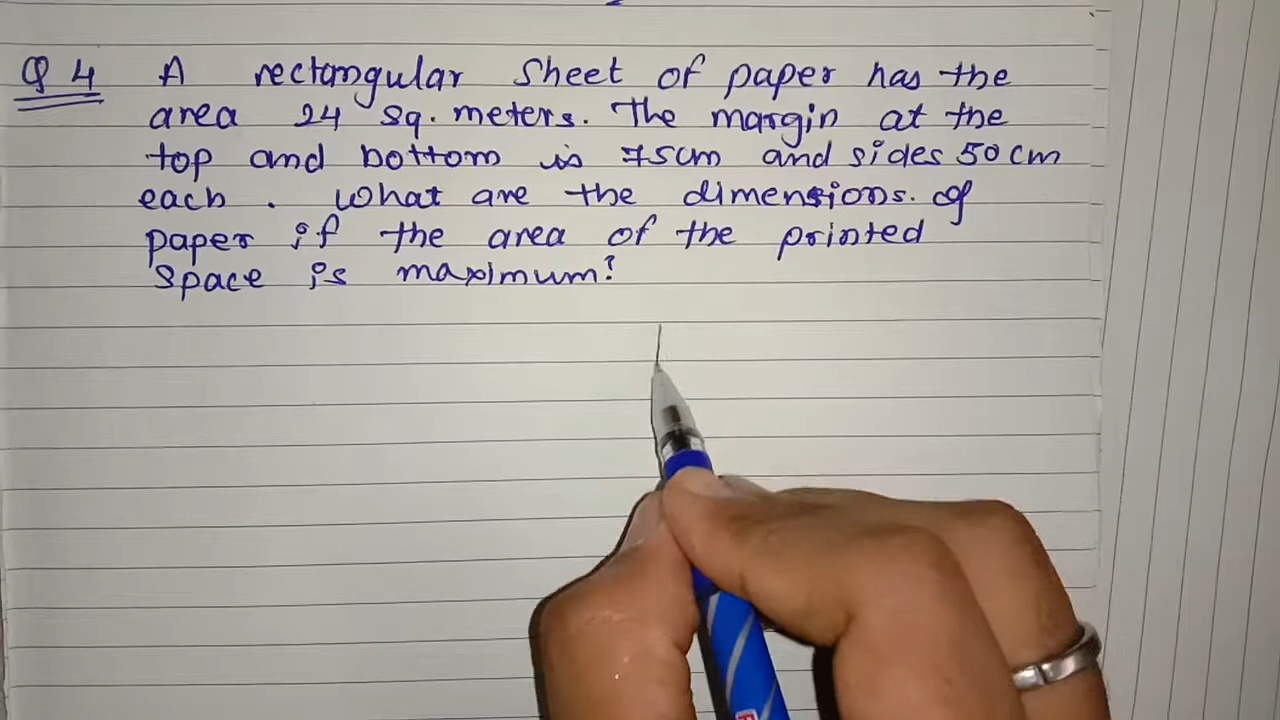 Q 4 A rectangular sheet of paper has the
area 24 sq. meters. The margin at the
top and bottom is 75cm and sides 50 cm
each. What are the dimensions. of
paper if the area of the printed
space is maximum?